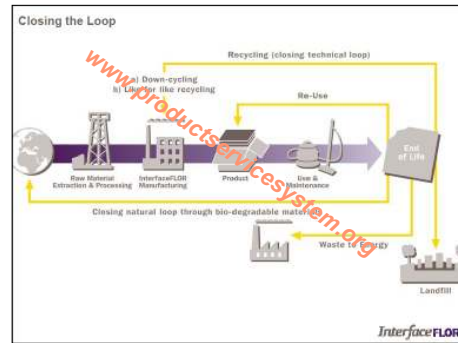 Closing the Loop
Recycling (closing technical loop)
a) Down-cycling
b) Like for like recycling
Re-Use
End
of Life
Raw Material
Extraction & Processing
InterfaceFLOR
Manufacturing
Product
Use &
Maintenance
Closing natural loop through bio-degradable materials
Waste to Energy
Landfill
InterfaceFLOR
www.productservicesystem.org